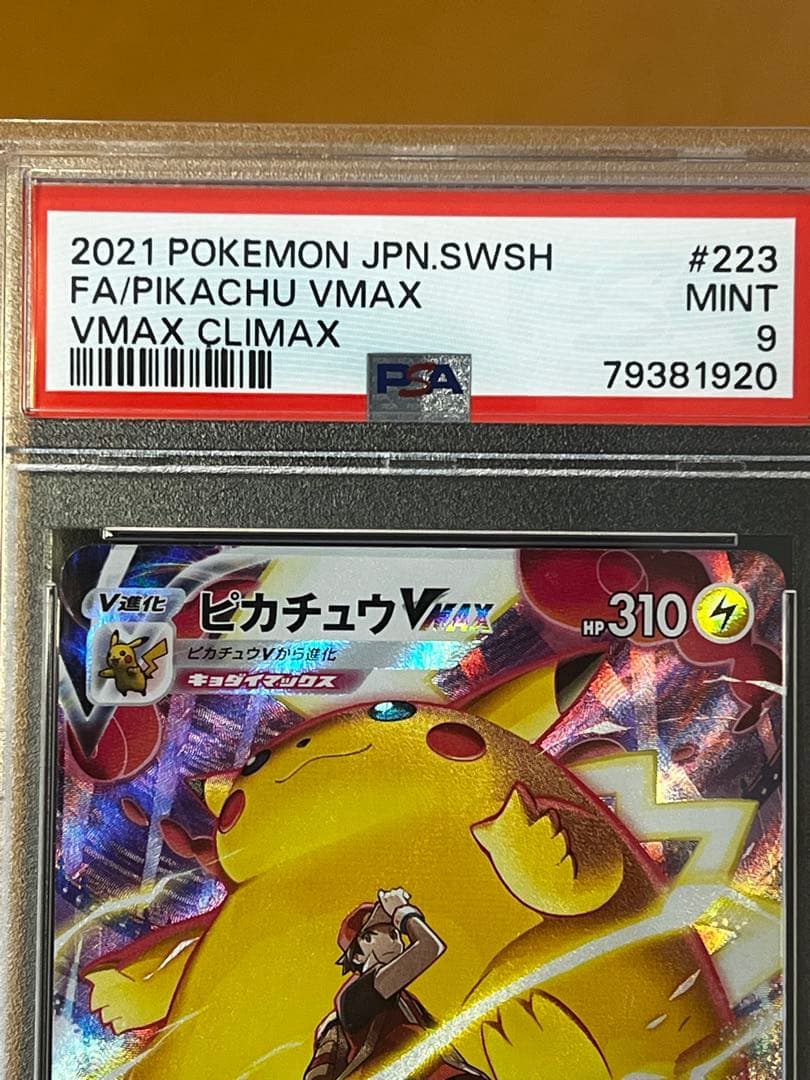 2021 POKEMON JPN.SWSH #223
FA/PIKACHU VMAX MINT
VMAX CLIMAX 9
PSA 79381920
V進化 ピカチュウVMAX HP310
ピカチュウVから進化
キョダイマックス